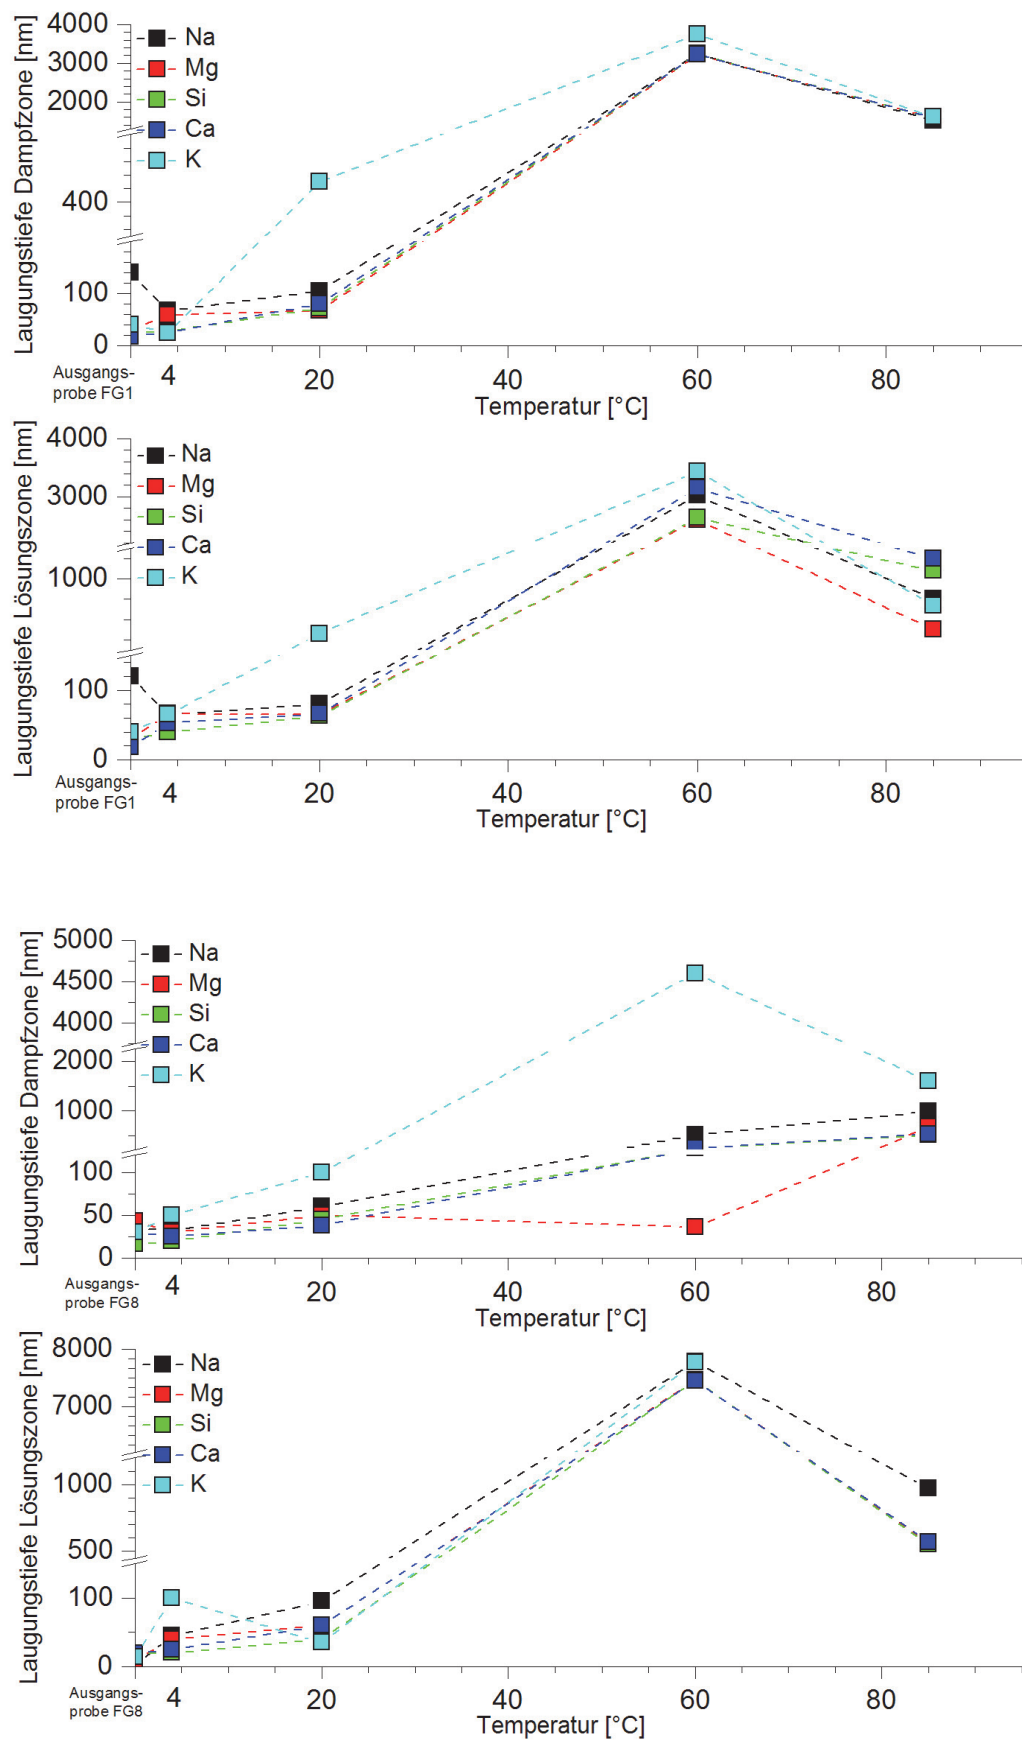 Laugungstiefe Dampfzone [nm]
4000
3000
2000
400
100
0
Na
Mg
Si
Ca
K
Ausgangs-
probe FG1
4
20
40
60
80
Temperatur [°C]
Laugungstiefe Lösungszone [nm]
4000
3000
1000
100
0
Na
Mg
Si
Ca
K
Ausgangs-
probe FG1
4
20
40
60
80
Temperatur [°C]
Laugungstiefe Dampfzone [nm]
5000
4500
4000
2000
1000
100
50
0
Na
Mg
Si
Ca
K
Ausgangs-
probe FG8
4
20
40
60
80
Temperatur [°C]
Laugungstiefe Lösungszone [nm]
8000
7000
1000
500
100
0
Na
Mg
Si
Ca
K
Ausgangs-
probe FG8
4
20
40
60
80
Temperatur [°C]